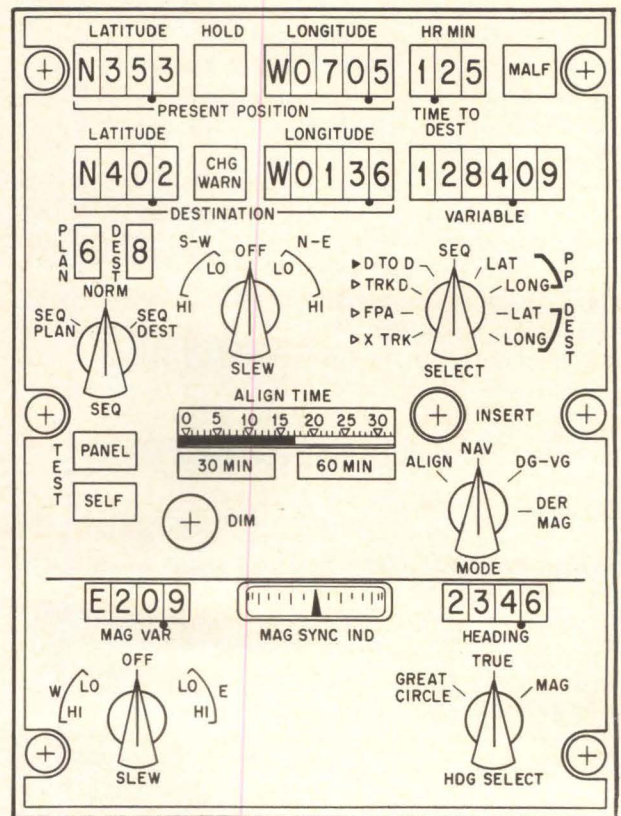 LATITUDE HOLD LONGITUDE HR MIN
N353 W0705 125 MALF
PRESENT POSITION
TIME TO
DEST
LATITUDE LONGITUDE
N402 CHG
WARN W0136 128409
DESTINATION
VARIABLE
PLAN 6 DEST 8
S-W OFF N-E
LO LO
HI HI
SLEW
NORM
SEQ
PLAN
SEQ
DEST
SEQ
SEQ
D TO D LAT
TRK D LONG
PP
FPA LAT
X TRK LONG
DEST
SELECT
ALIGN TIME
0 5 10 15 20 25 30
30 MIN 60 MIN
INSERT
TEST
PANEL
SELF
DIM
NAV
ALIGN DG-VG
DER
MAG
MODE
E209
MAG VAR
MAG SYNC IND
2346
HEADING
OFF
W LO LO E
HI HI
SLEW
TRUE
GREAT
CIRCLE
MAG
HDG SELECT